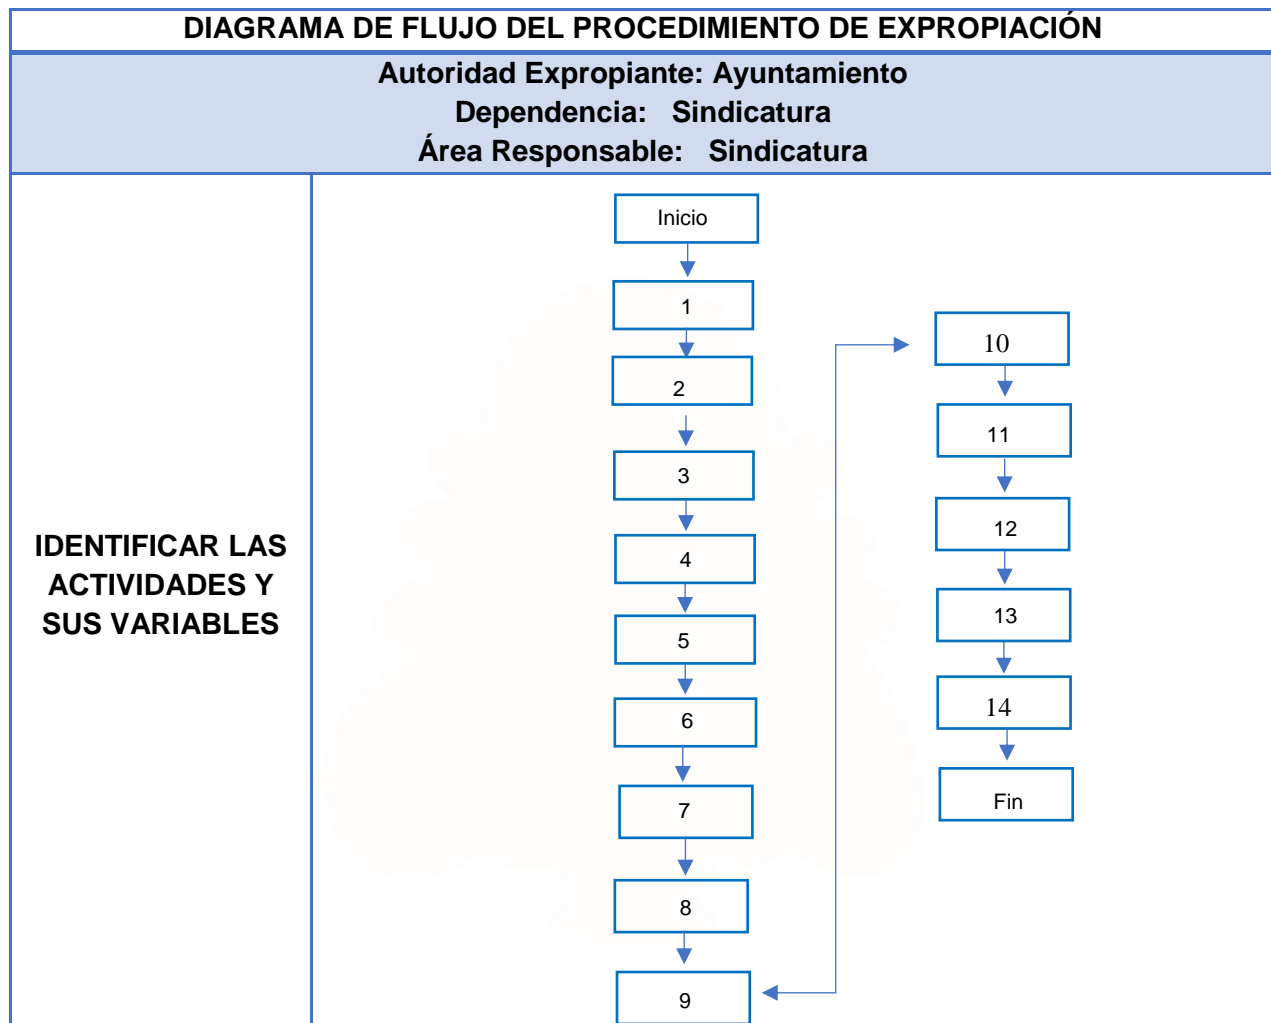 DIAGRAMA DE FLUJO DEL PROCEDIMIENTO DE EXPROPIACIÓN
Autoridad Expropiante: Ayuntamiento
Dependencia: Sindicatura
Área Responsable: Sindicatura
IDENTIFICAR LAS
ACTIVIDADES Y
SUS VARIABLES
Inicio
1
2
3
4
5
6
7
8
9
10
11
12
13
14
Fin